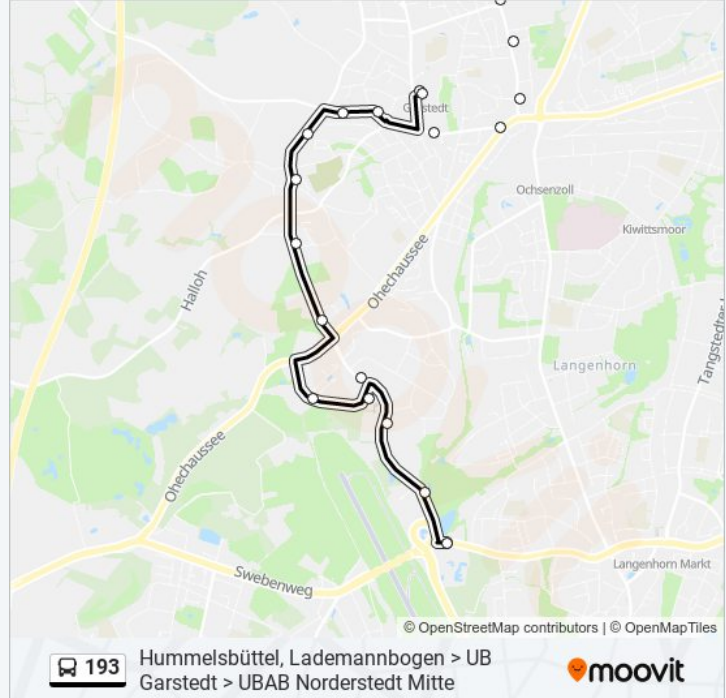 Garstedt
Ochsenzoll
Kiwittsmoor
Ohechaussee
Halloh
Langenhorn
Tangstedter
Ohechaussee
Swebenweg
Langenhorn Markt
© OpenStreetMap contributors | © OpenMapTiles
193
Hummelsbüttel, Lademannbogen > UB
Garstedt > UBAB Norderstedt Mitte
moovit